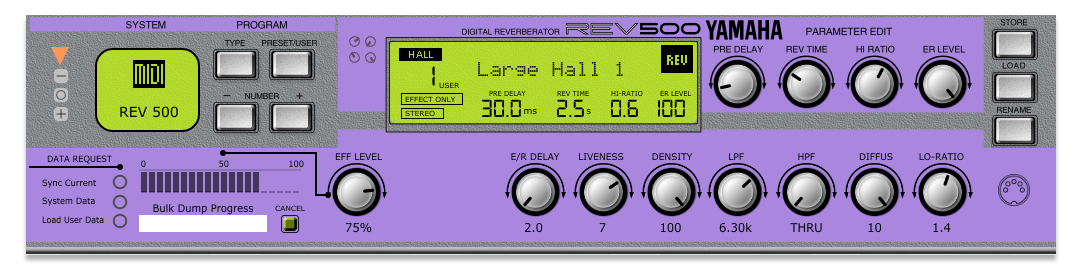 SYSTEM
PROGRAM
TYPE
PRESET/USER
MIDI
REV 500
− NUMBER +
DIGITAL REVERBERATOR REV500 YAMAHA
PARAMETER EDIT
HALL
1 USER
Large Hall 1
REV
EFFECT ONLY
STEREO
PRE DELAY REV TIME HI-RATIO ER LEVEL
30.0ms 2.5s 0.6 100
PRE DELAY REV TIME HI RATIO ER LEVEL
STORE
LOAD
RENAME
DATA REQUEST
Sync Current
System Data
Load User Data
0 50 100
Bulk Dump Progress
CANCEL
EFF LEVEL
75%
E/R DELAY LIVENESS DENSITY LPF HPF DIFFUS LO-RATIO
2.0 7 100 6.30k THRU 10 1.4